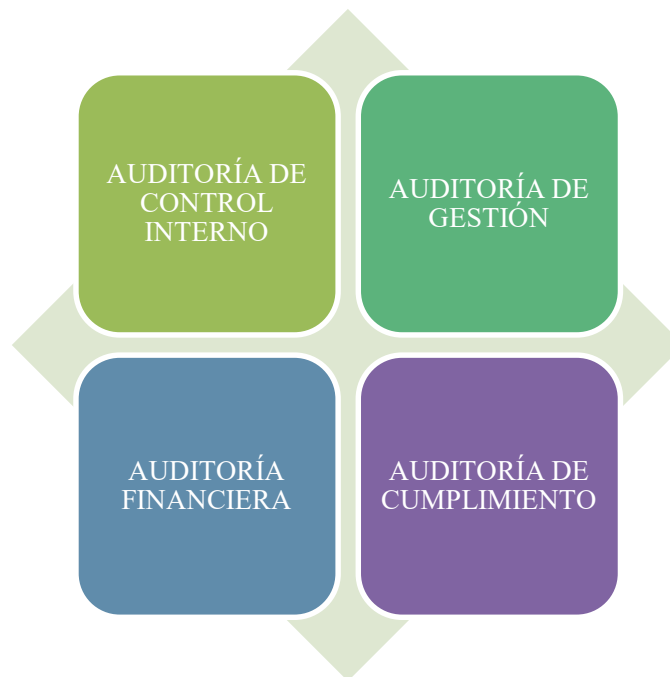 AUDITORÍA DE
CONTROL
INTERNO
AUDITORÍA DE
GESTIÓN
AUDITORÍA
FINANCIERA
AUDITORÍA DE
CUMPLIMIENTO